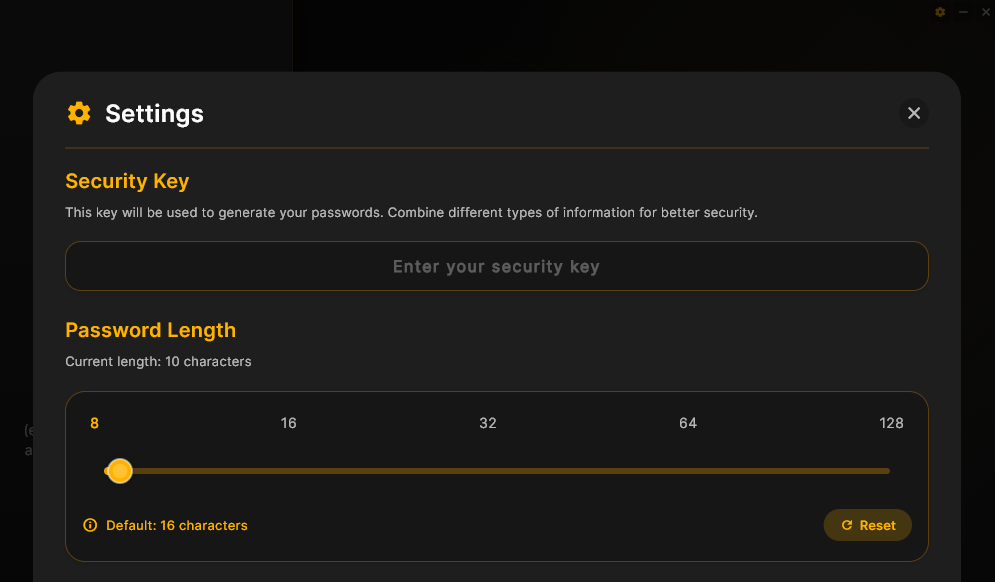 Settings
Security Key
This key will be used to generate your passwords. Combine different types of information for better security.
Enter your security key
Password Length
Current length: 10 characters
8 16 32 64 128
Default: 16 characters
Reset